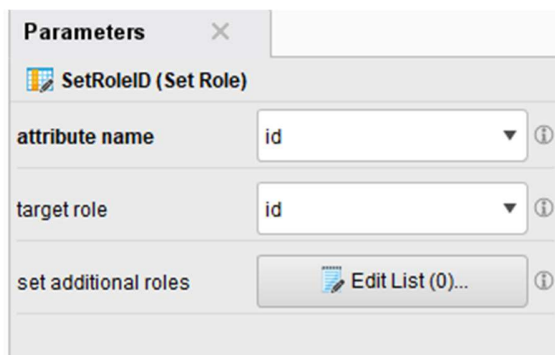 Parameters
SetRoleID (Set Role)
attribute name id
target role id
set additional roles Edit List (0)...